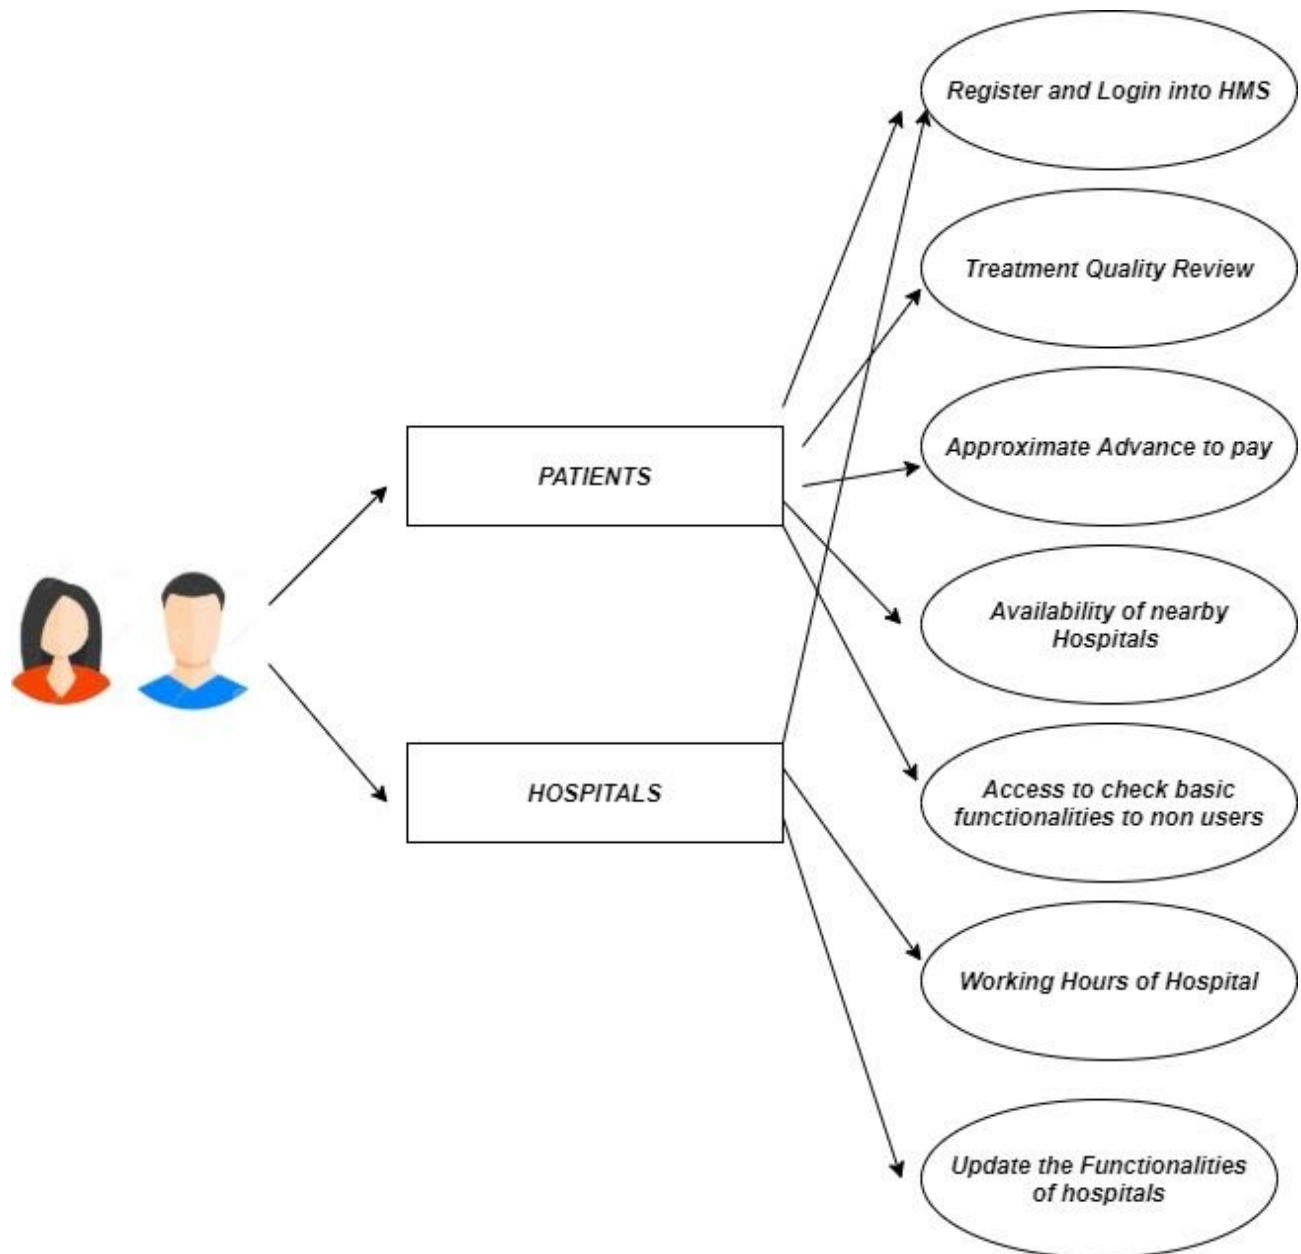 Register and Login into HMS
Treatment Quality Review
PATIENTS
Approximate Advance to pay
Availability of nearby
Hospitals
HOSPITALS
Access to check basic
functionalities to non users
Working Hours of Hospital
Update the Functionalities
of hospitals